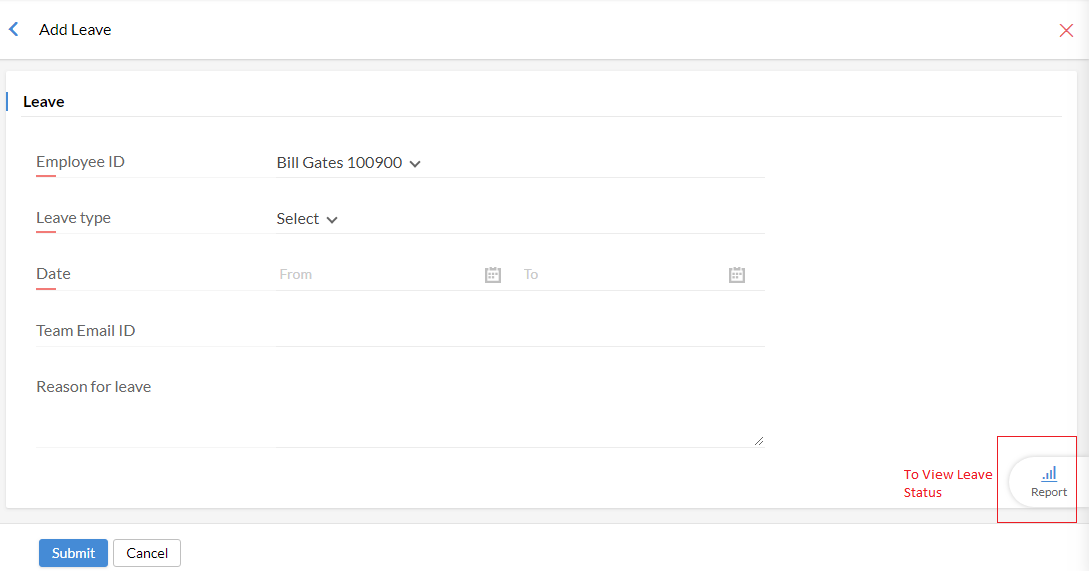 Add Leave
Leave
Employee ID
Bill Gates 100900
Leave type
Select
Date
From
To
Team Email ID
Reason for leave
To View Leave
Status
Report
Submit
Cancel